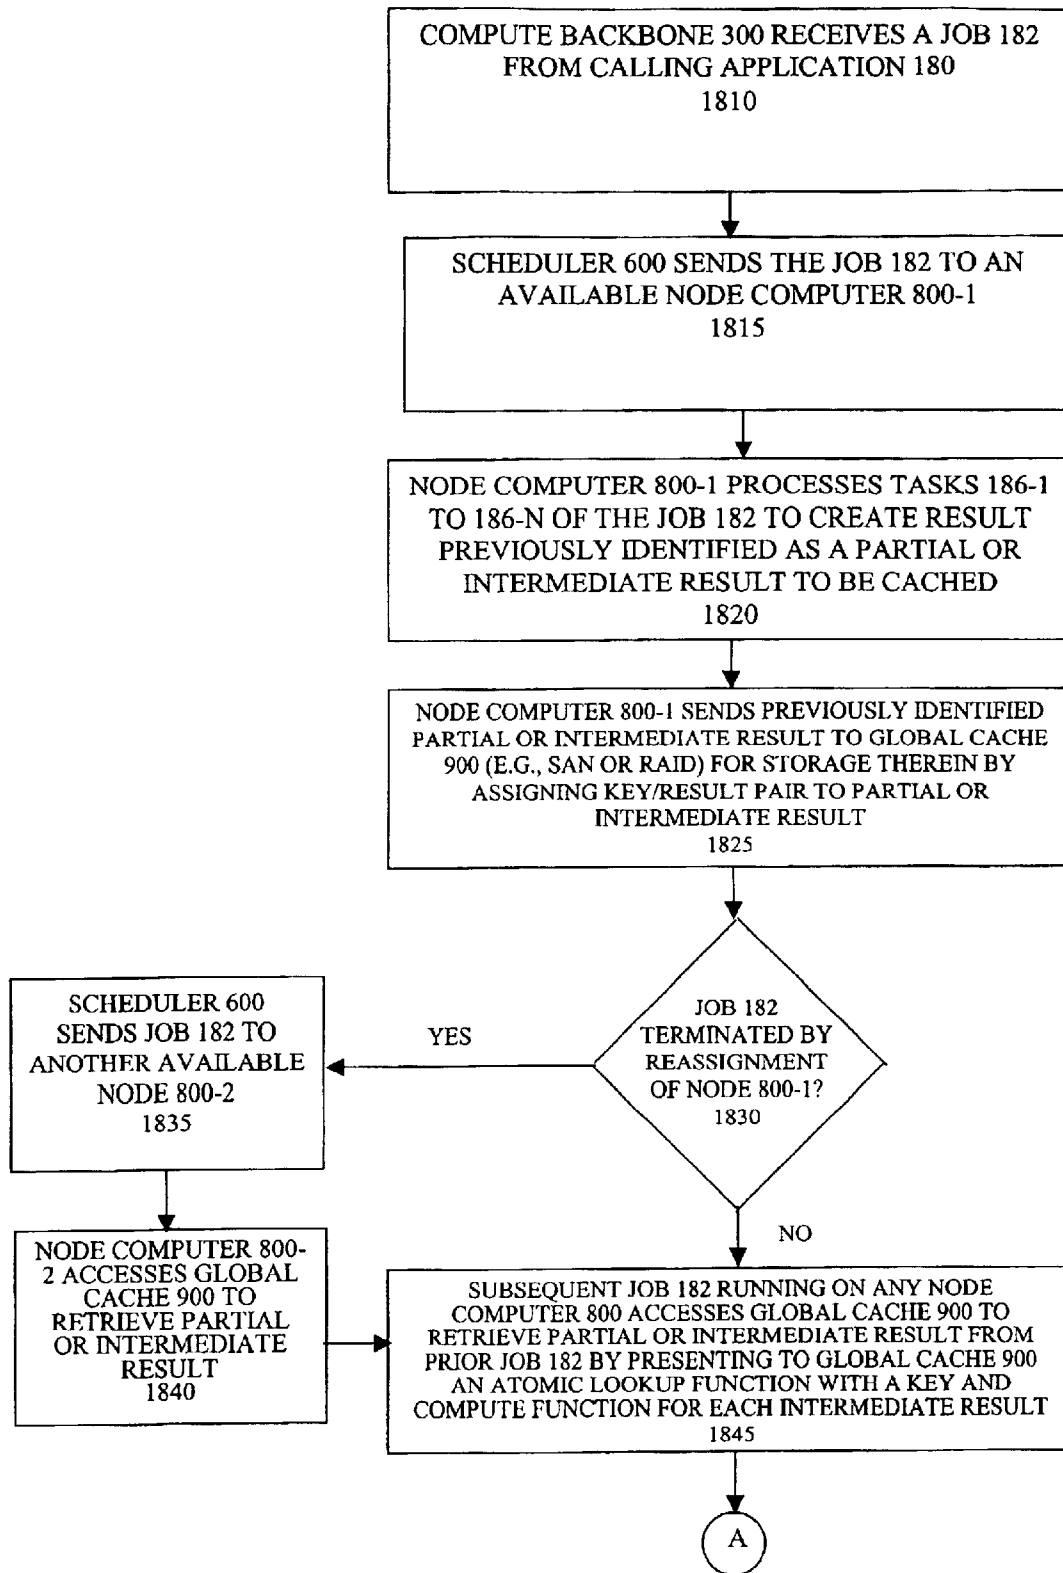 COMPUTE BACKBONE 300 RECEIVES A JOB 182
FROM CALLING APPLICATION 180
1810
SCHEDULER 600 SENDS THE JOB 182 TO AN
AVAILABLE NODE COMPUTER 800-1
1815
NODE COMPUTER 800-1 PROCESSES TASKS 186-1
TO 186-N OF THE JOB 182 TO CREATE RESULT
PREVIOUSLY IDENTIFIED AS A PARTIAL OR
INTERMEDIATE RESULT TO BE CACHED
1820
NODE COMPUTER 800-1 SENDS PREVIOUSLY IDENTIFIED
PARTIAL OR INTERMEDIATE RESULT TO GLOBAL CACHE
900 (E.G., SAN OR RAID) FOR STORAGE THEREIN BY
ASSIGNING KEY/RESULT PAIR TO PARTIAL OR
INTERMEDIATE RESULT
1825
JOB 182
TERMINATED BY
REASSIGNMENT
OF NODE 800-1?
1830
YES
SCHEDULER 600
SENDS JOB 182 TO
ANOTHER AVAILABLE
NODE 800-2
1835
NODE COMPUTER 800-
2 ACCESSES GLOBAL
CACHE 900 TO
RETRIEVE PARTIAL
OR INTERMEDIATE
RESULT
1840
NO
SUBSEQUENT JOB 182 RUNNING ON ANY NODE
COMPUTER 800 ACCESSES GLOBAL CACHE 900 TO
RETRIEVE PARTIAL OR INTERMEDIATE RESULT FROM
PRIOR JOB 182 BY PRESENTING TO GLOBAL CACHE 900
AN ATOMIC LOOKUP FUNCTION WITH A KEY AND
COMPUTE FUNCTION FOR EACH INTERMEDIATE RESULT
1845
A